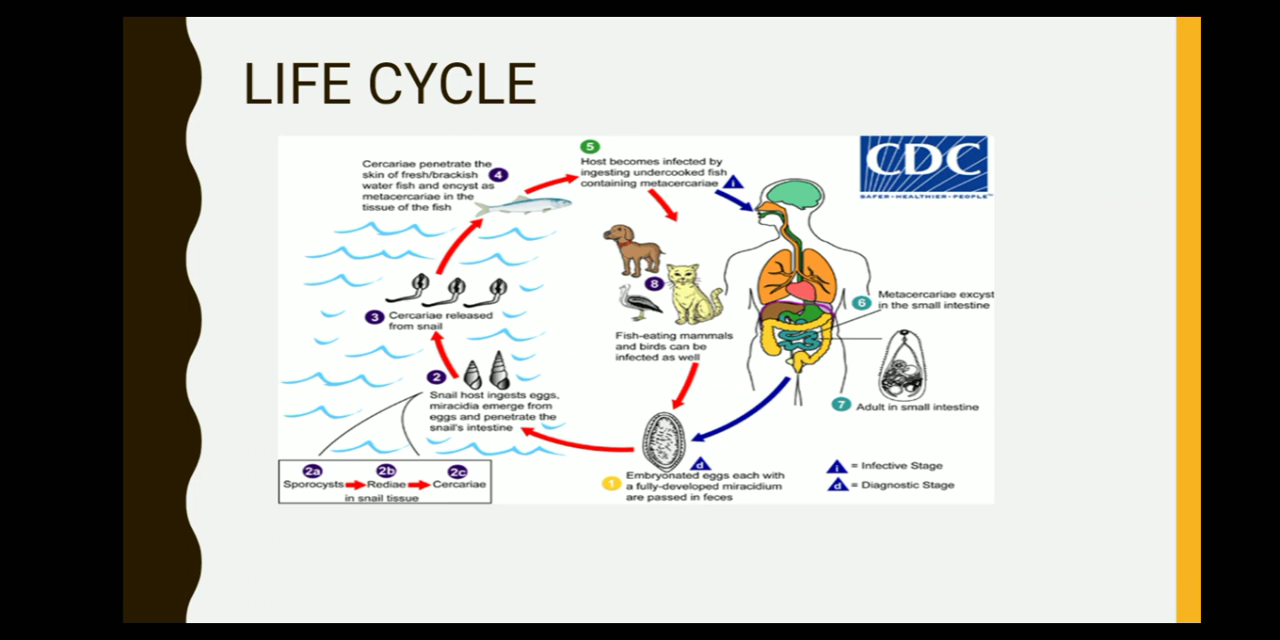 LIFE CYCLE
5
CDC
SAFER•HEALTHIER•PEOPLE™
Cercariae penetrate the
skin of fresh/brackish
water fish and encyst as
metacercariae in the
tissue of the fish
4
Host becomes infected by
ingesting undercooked fish
containing metacercariae
i
8
6
Metacercariae excyst
in the small intestine
3
Cercariae released
from snail
Fish-eating mammals
and birds can be
infected as well
2
Snail host ingests eggs,
miracidia emerge from
eggs and penetrate the
snail's intestine
7
Adult in small intestine
2a 2b 2c
Sporocysts Rediae Cercariae
in snail tissue
d
1
Embryonated eggs each with
a fully-developed miracidium
are passed in feces
i = Infective Stage
d = Diagnostic Stage